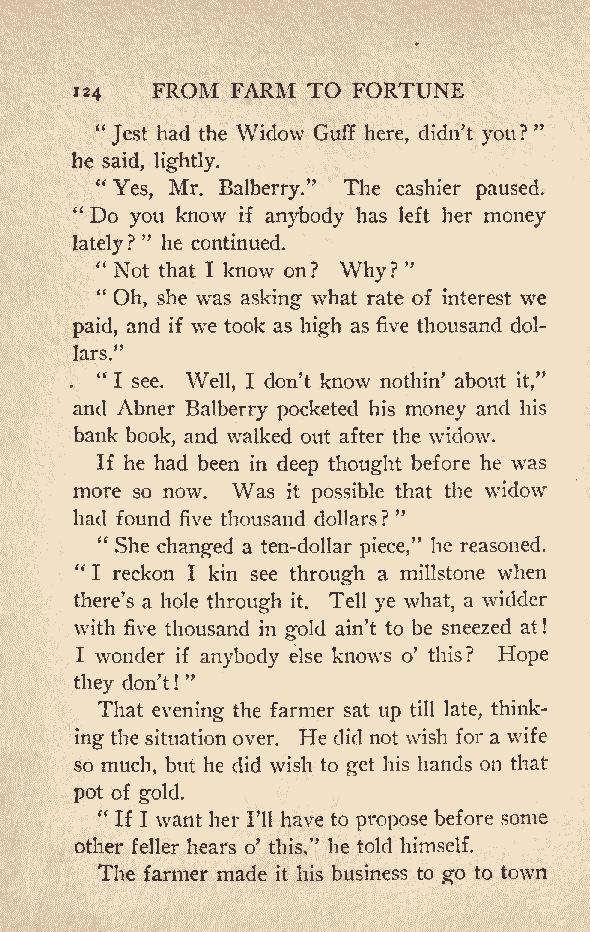 124 FROM FARM TO FORTUNE
“ Jest had the Widow Guff here, didn’t you? ”
he said, lightly.
“ Yes, Mr. Balberry.” The cashier paused.
“ Do you know if anybody has left her money
lately? ” he continued.
“ Not that I know on? Why? ”
“ Oh, she was asking what rate of interest we
paid, and if we took as high as five thousand dol-
lars.”
“ I see. Well, I don’t know nothin’ about it,”
and Abner Balberry pocketed his money and his
bank book, and walked out after the widow.
If he had been in deep thought before he was
more so now. Was it possible that the widow
had found five thousand dollars? ”
“ She changed a ten-dollar piece,” he reasoned.
“ I reckon I kin see through a millstone when
there’s a hole through it. Tell ye what, a widder
with five thousand in gold ain’t to be sneezed at!
I wonder if anybody else knows o’ this? Hope
they don’t! ”
That evening the farmer sat up till late, think-
ing the situation over. He did not wish for a wife
so much, but he did wish to get his hands on that
pot of gold.
“ If I want her I’ll have to propose before some
other feller hears o’ this,” he told himself.
The farmer made it his business to go to town